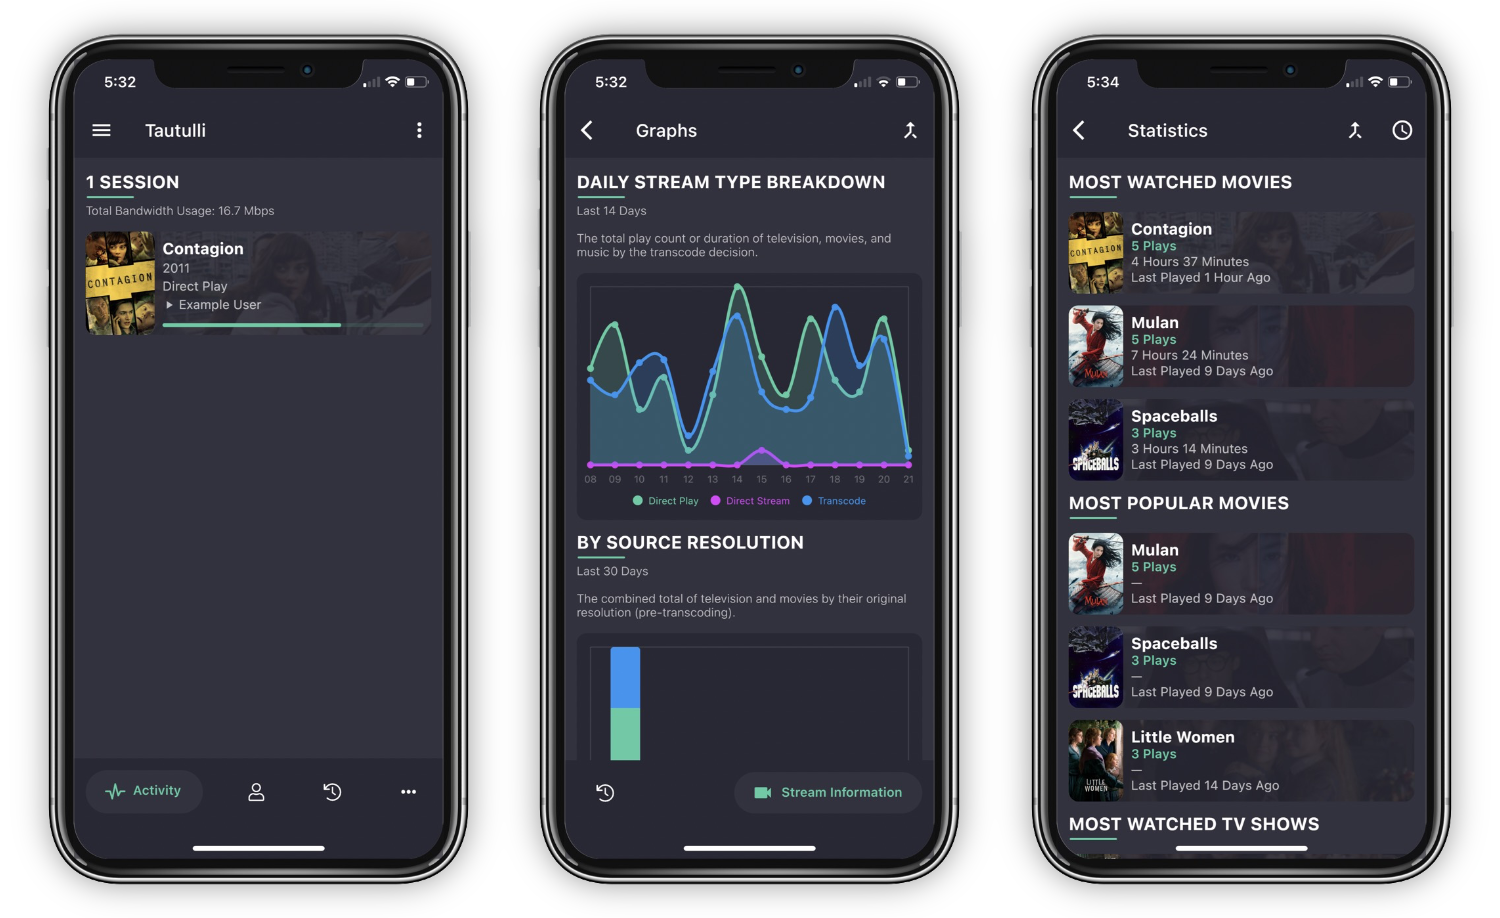 5:32
Tautulli
1 SESSION
Total Bandwidth Usage: 16.7 Mbps
CONTAGION
Contagion
2011
Direct Play
Example User
Activity
5:32
Graphs
DAILY STREAM TYPE BREAKDOWN
Last 14 Days
The total play count or duration of television, movies, and
music by the transcode decision.
08 09 10 11 12 13 14 15 16 17 18 19 20 21
Direct Play Direct Stream Transcode
BY SOURCE RESOLUTION
Last 30 Days
The combined total of television and movies by their original
resolution (pre-transcoding).
Stream Information
5:34
Statistics
MOST WATCHED MOVIES
CONTAGION
Contagion
5 Plays
4 Hours 37 Minutes
Last Played 1 Hour Ago
MULAN
Mulan
5 Plays
7 Hours 24 Minutes
Last Played 9 Days Ago
SPACEBALLS
Spaceballs
3 Plays
3 Hours 14 Minutes
Last Played 9 Days Ago
MOST POPULAR MOVIES
MULAN
Mulan
5 Plays
—
Last Played 9 Days Ago
SPACEBALLS
Spaceballs
3 Plays
—
Last Played 9 Days Ago
LITTLE
WOMEN
Little Women
3 Plays
—
Last Played 14 Days Ago
MOST WATCHED TV SHOWS